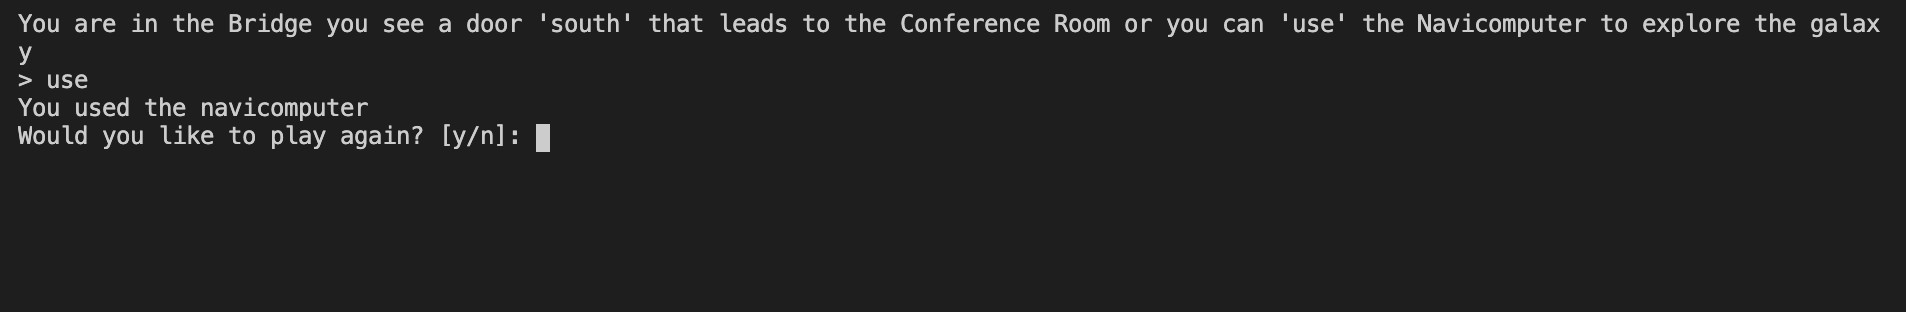 You are in the Bridge you see a door 'south' that leads to the Conference Room or you can 'use' the Navicomputer to explore the galax
y
> use
You used the navicomputer
Would you like to play again? [y/n]: